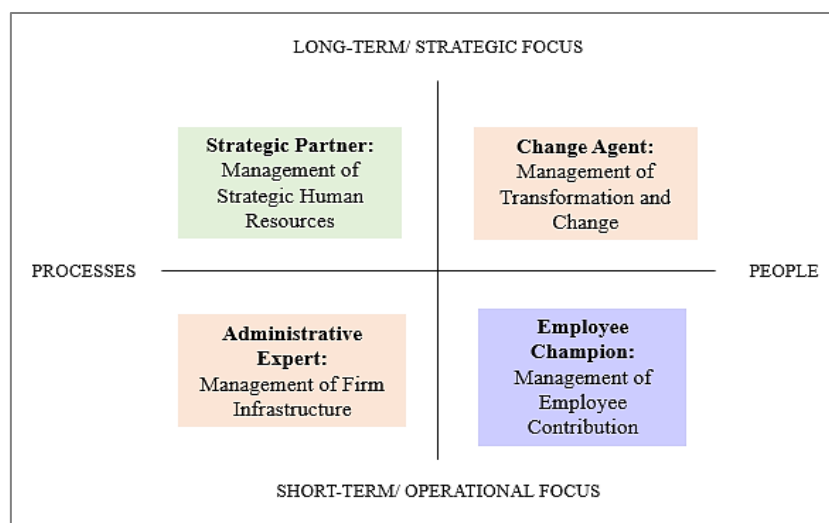 LONG-TERM/ STRATEGIC FOCUS
Strategic Partner:
Management of
Strategic Human
Resources
Change Agent:
Management of
Transformation and
Change
PROCESSES
PEOPLE
Administrative
Expert:
Management of Firm
Infrastructure
Employee
Champion:
Management of
Employee
Contribution
SHORT-TERM/ OPERATIONAL FOCUS